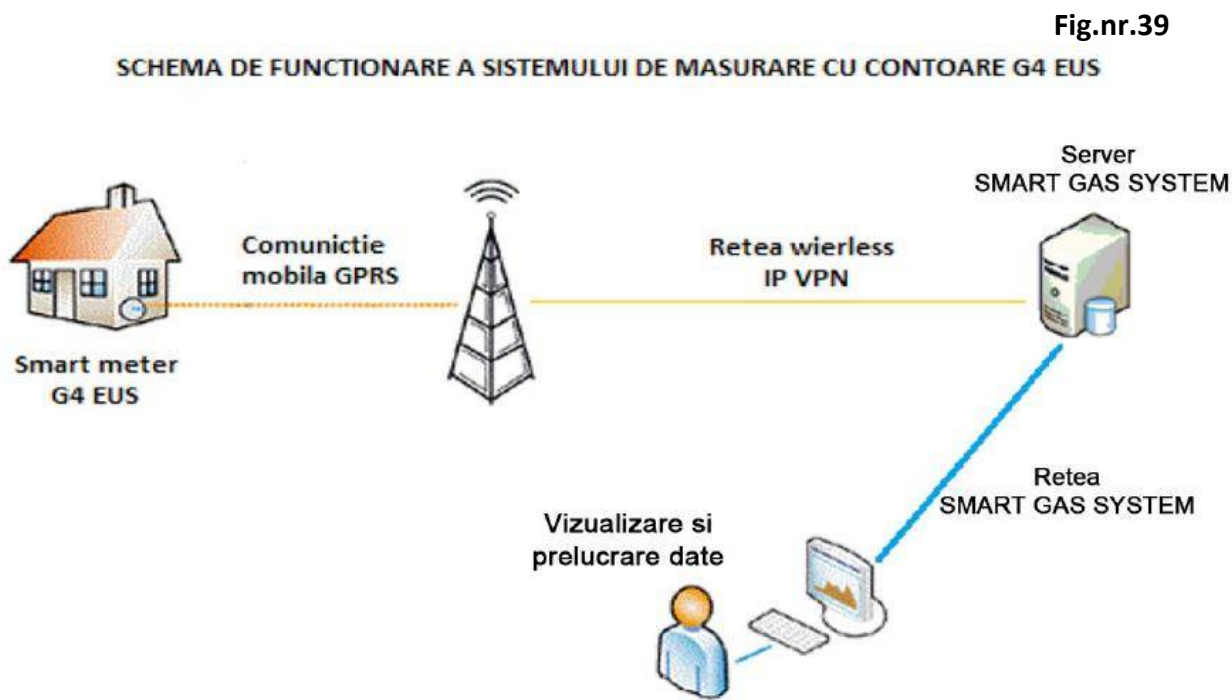 Fig.nr.39
SCHEMA DE FUNCTIONARE A SISTEMULUI DE MASURARE CU CONTOARE G4 EUS
Server
SMART GAS SYSTEM
Comunictie
mobila GPRS
Retea wierless
IP VPN
Smart meter
G4 EUS
Retea
SMART GAS SYSTEM
Vizualizare si
prelucrare date